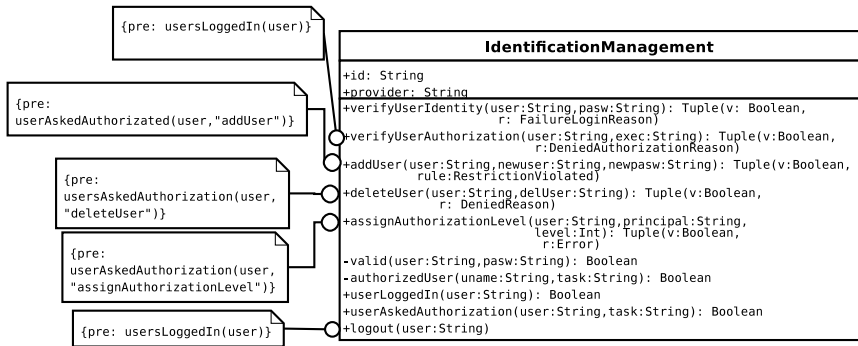 {pre: usersLoggedIn(user)}
{pre:
userAskedAuthorizated(user,"addUser")}
{pre:
usersAskedAuthorization(user,
"deleteUser")}
{pre:
userAskedAuthorization(user,
"assignAuthorizationLevel")}
{pre: usersLoggedIn(user)}
IdentificationManagement
+id: String
+provider: String
+verifyUserIdentity(user:String,pasw:String): Tuple(v: Boolean,
r: FailureLoginReason)
+verifyUserAuthorization(user:String,exec:String): Tuple(v:Boolean,
r:DeniedAuthorizationReason)
+addUser(user:String,newuser:String,newpasw:String): Tuple(v:Boolean,
rule:RestrictionViolated)
+deleteUser(user:String,delUser:String): Tuple(v:Boolean,
r: DeniedReason)
+assignAuthorizationLevel(user:String,principal:String,
level:Int): Tuple(v:Boolean,
r:Error)
-valid(user:String,pasw:String): Boolean
-authorizedUser(uname:String,task:String): Boolean
+userLoggedIn(user:String): Boolean
+userAskedAuthorization(user:String,task:String): Boolean
+logout(user:String)